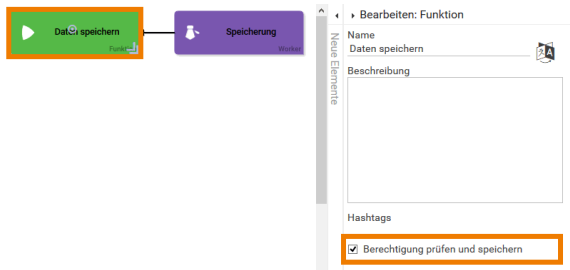 Daten speichern
Funkt
Speicherung
Marker
Neue Elemente
Bearbeiten: Funktion
Name
Daten speichern
A
Beschreibung
Hashtags
Berechtigung prüfen und speichern